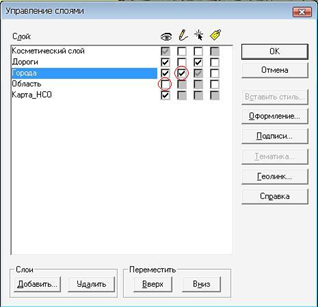 Управление слоями
Слой:
Косметический слой
Дороги
Города
Область
Карта_НСО
OK
Отмена
Вставить стиль...
Оформление...
Подписи...
Тематика...
Геолинк...
Справка
Слои
Добавить...
Удалить
Переместить
Вверх
Вниз